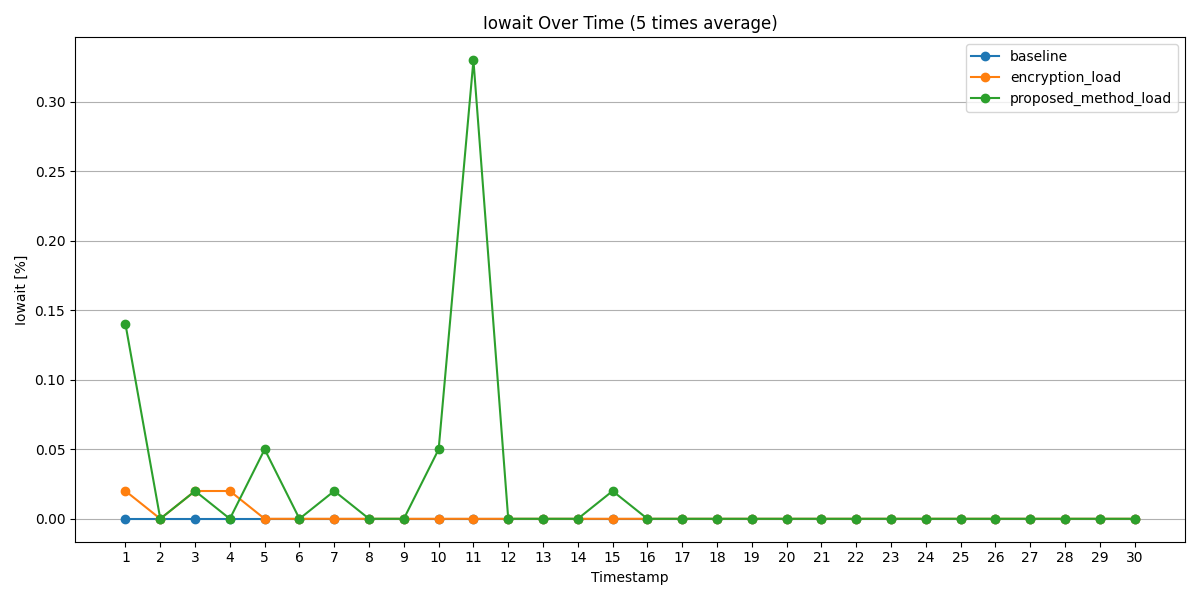 Iowait Over Time (5 times average)
baseline
encryption_load
proposed_method_load
Iowait [%]
0.30
0.25
0.20
0.15
0.10
0.05
0.00
1 2 3 4 5 6 7 8 9 10 11 12 13 14 15 16 17 18 19 20 21 22 23 24 25 26 27 28 29 30
Timestamp